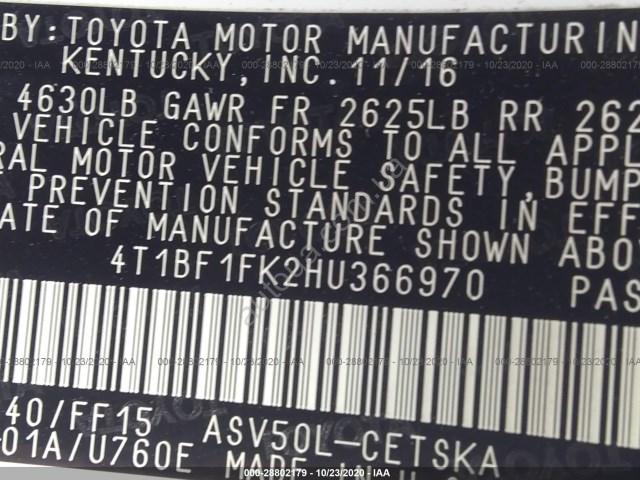 BY: TOYOTA MOTOR MANUFACTURIN
KENTUCKY, INC. 11/16
4630LB GAWR FR 2625LB RR 262
VEHICLE CONFORMS TO ALL APPL
RAL MOTOR VEHICLE SAFETY, BUMP
PREVENTION STANDARDS IN EFF
ATE OF MANUFACTURE SHOWN ABO
4T1BF1FK2HU366970 PAS
40/FF15 ASV50L-CETSKA
01A/U760E MADE
000-28802179 - 10/23/2020 - IAA